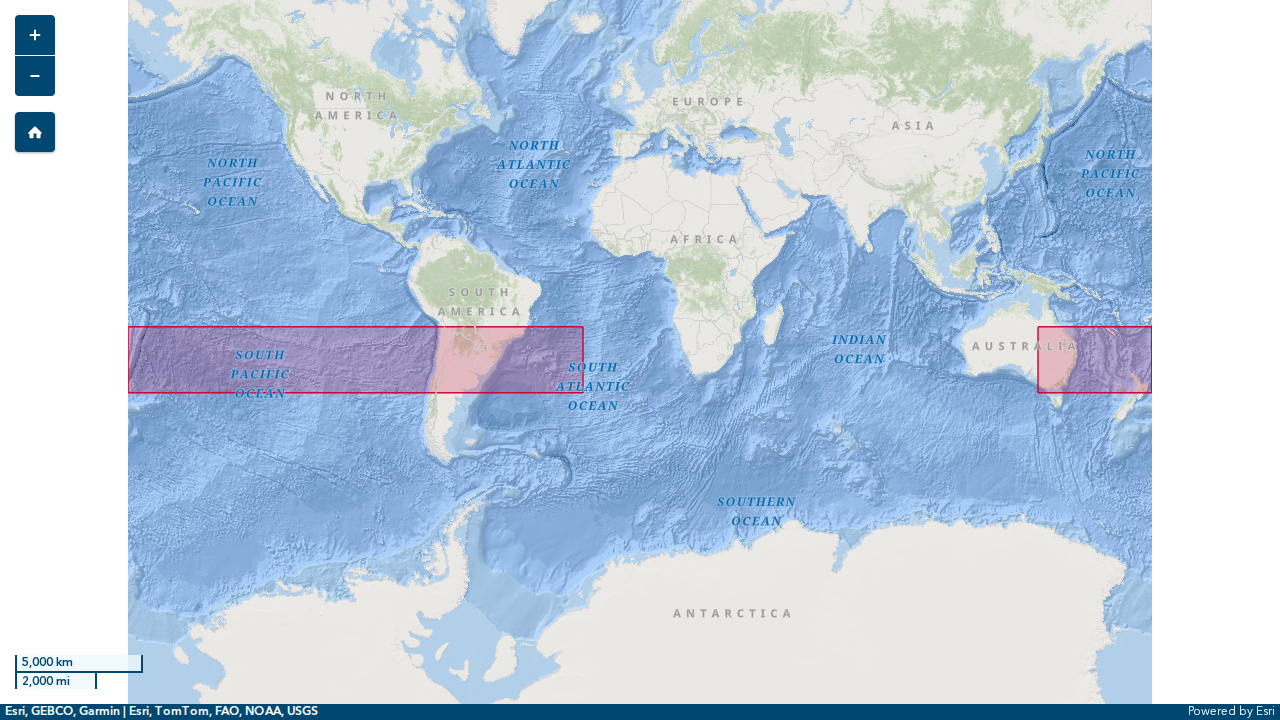 +
−
NORTH
AMERICA
EUROPE
ASIA
NORTH
PACIFIC
OCEAN
NORTH
ATLANTIC
OCEAN
NORTH
PACIFIC
OCEAN
AFRICA
SOUTH
AMERICA
SOUTH
PACIFIC
OCEAN
SOUTH
ATLANTIC
OCEAN
INDIAN
OCEAN
AUSTRALIA
SOUTHERN
OCEAN
ANTARCTICA
5,000 km
2,000 mi
Esri, GEBCO, Garmin | Esri, TomTom, FAO, NOAA, USGS
Powered by Esri